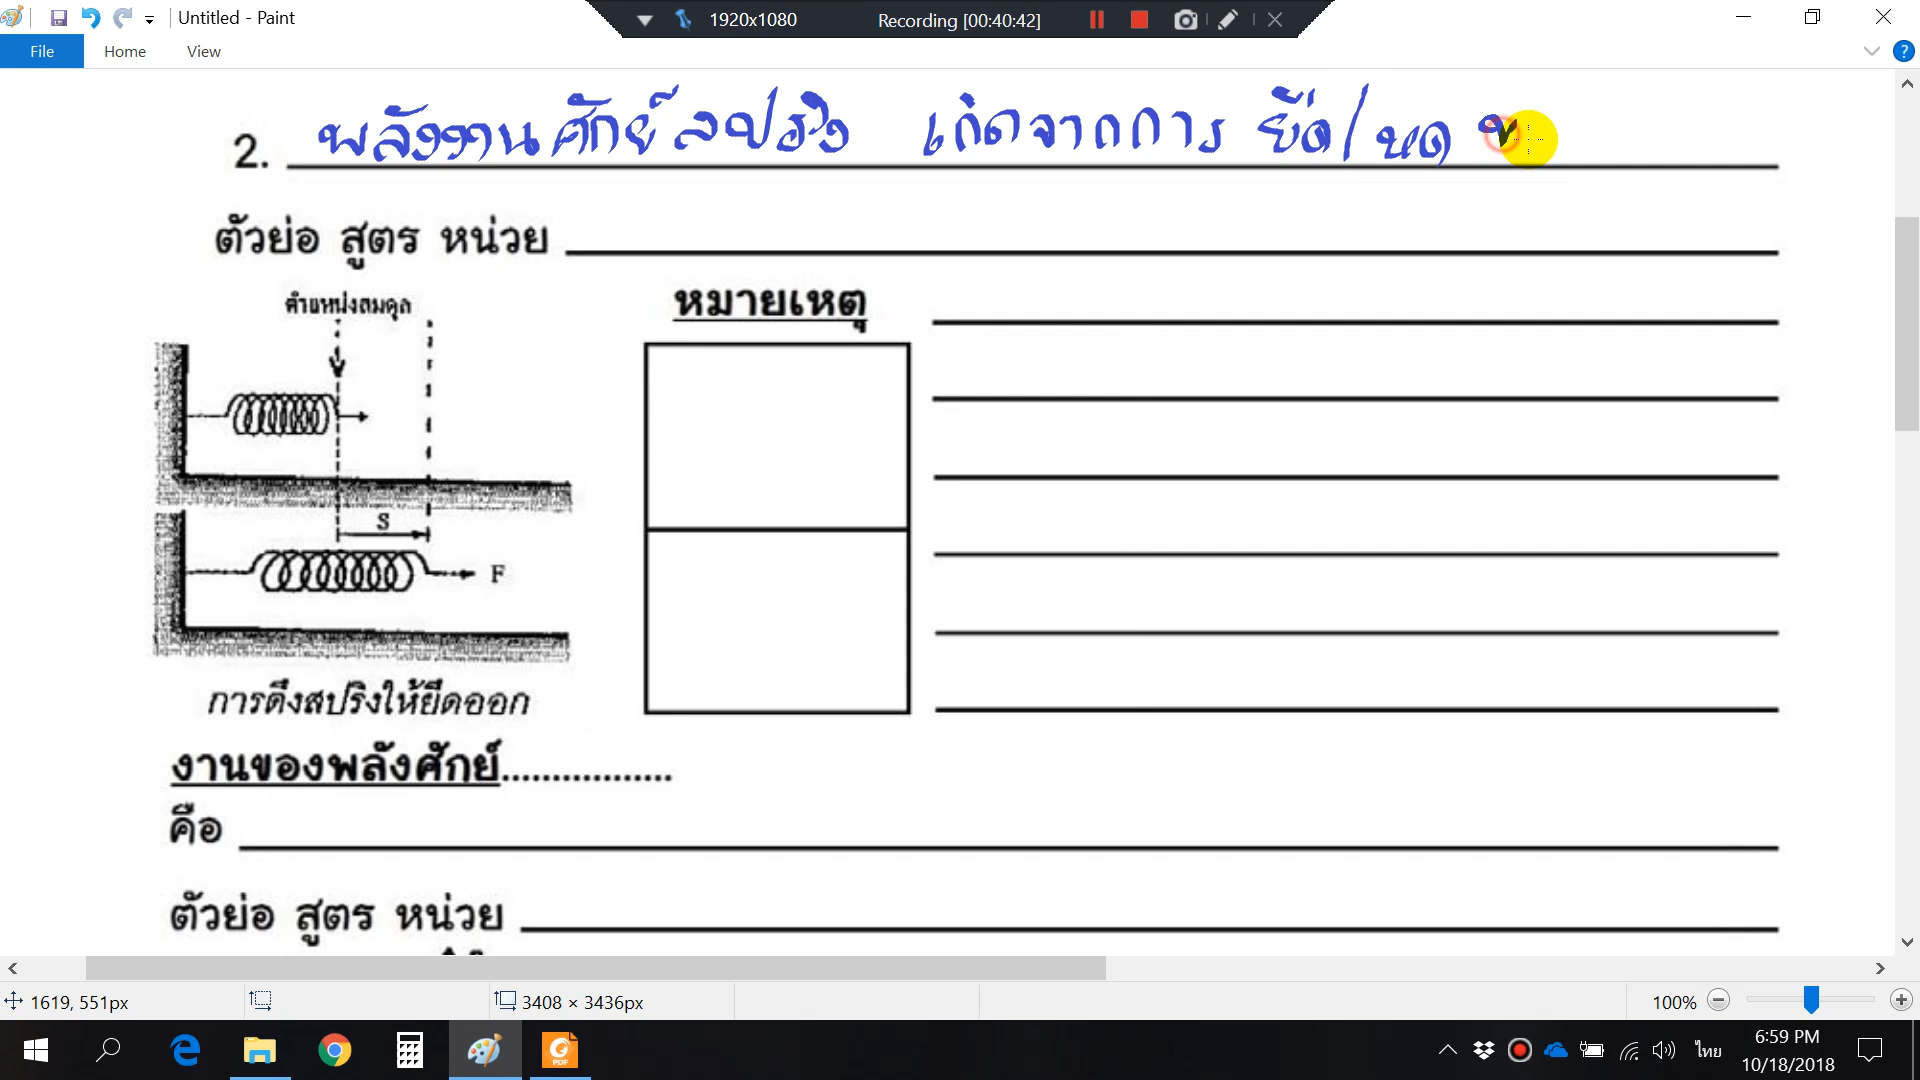 Untitled - Paint
1920x1080
Recording [00:40:42]
File
Home
View
2. พลังงานศักย์สปริง เกิดจากการ ยืด/หด
ตัวย่อ สูตร หน่วย
ตำแหน่งสมดุล
หมายเหตุ
S
F
การดึงสปริงให้ยืดออก
งานของพลังศักย์.................
คือ
ตัวย่อ สูตร หน่วย
1619, 551px
3408 × 3436px
100%
PDF
ไทย
6:59 PM
10/18/2018